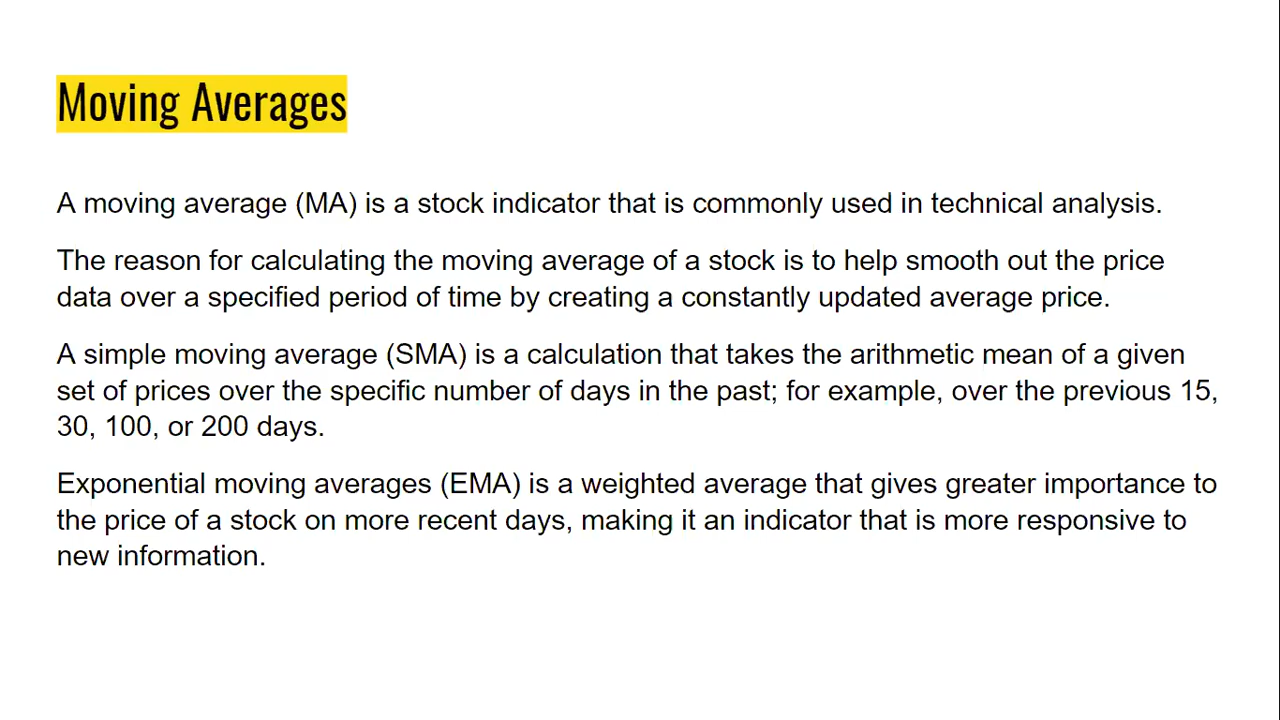 Moving Averages
A moving average (MA) is a stock indicator that is commonly used in technical analysis.
The reason for calculating the moving average of a stock is to help smooth out the price
data over a specified period of time by creating a constantly updated average price.
A simple moving average (SMA) is a calculation that takes the arithmetic mean of a given
set of prices over the specific number of days in the past; for example, over the previous 15,
30, 100, or 200 days.
Exponential moving averages (EMA) is a weighted average that gives greater importance to
the price of a stock on more recent days, making it an indicator that is more responsive to
new information.